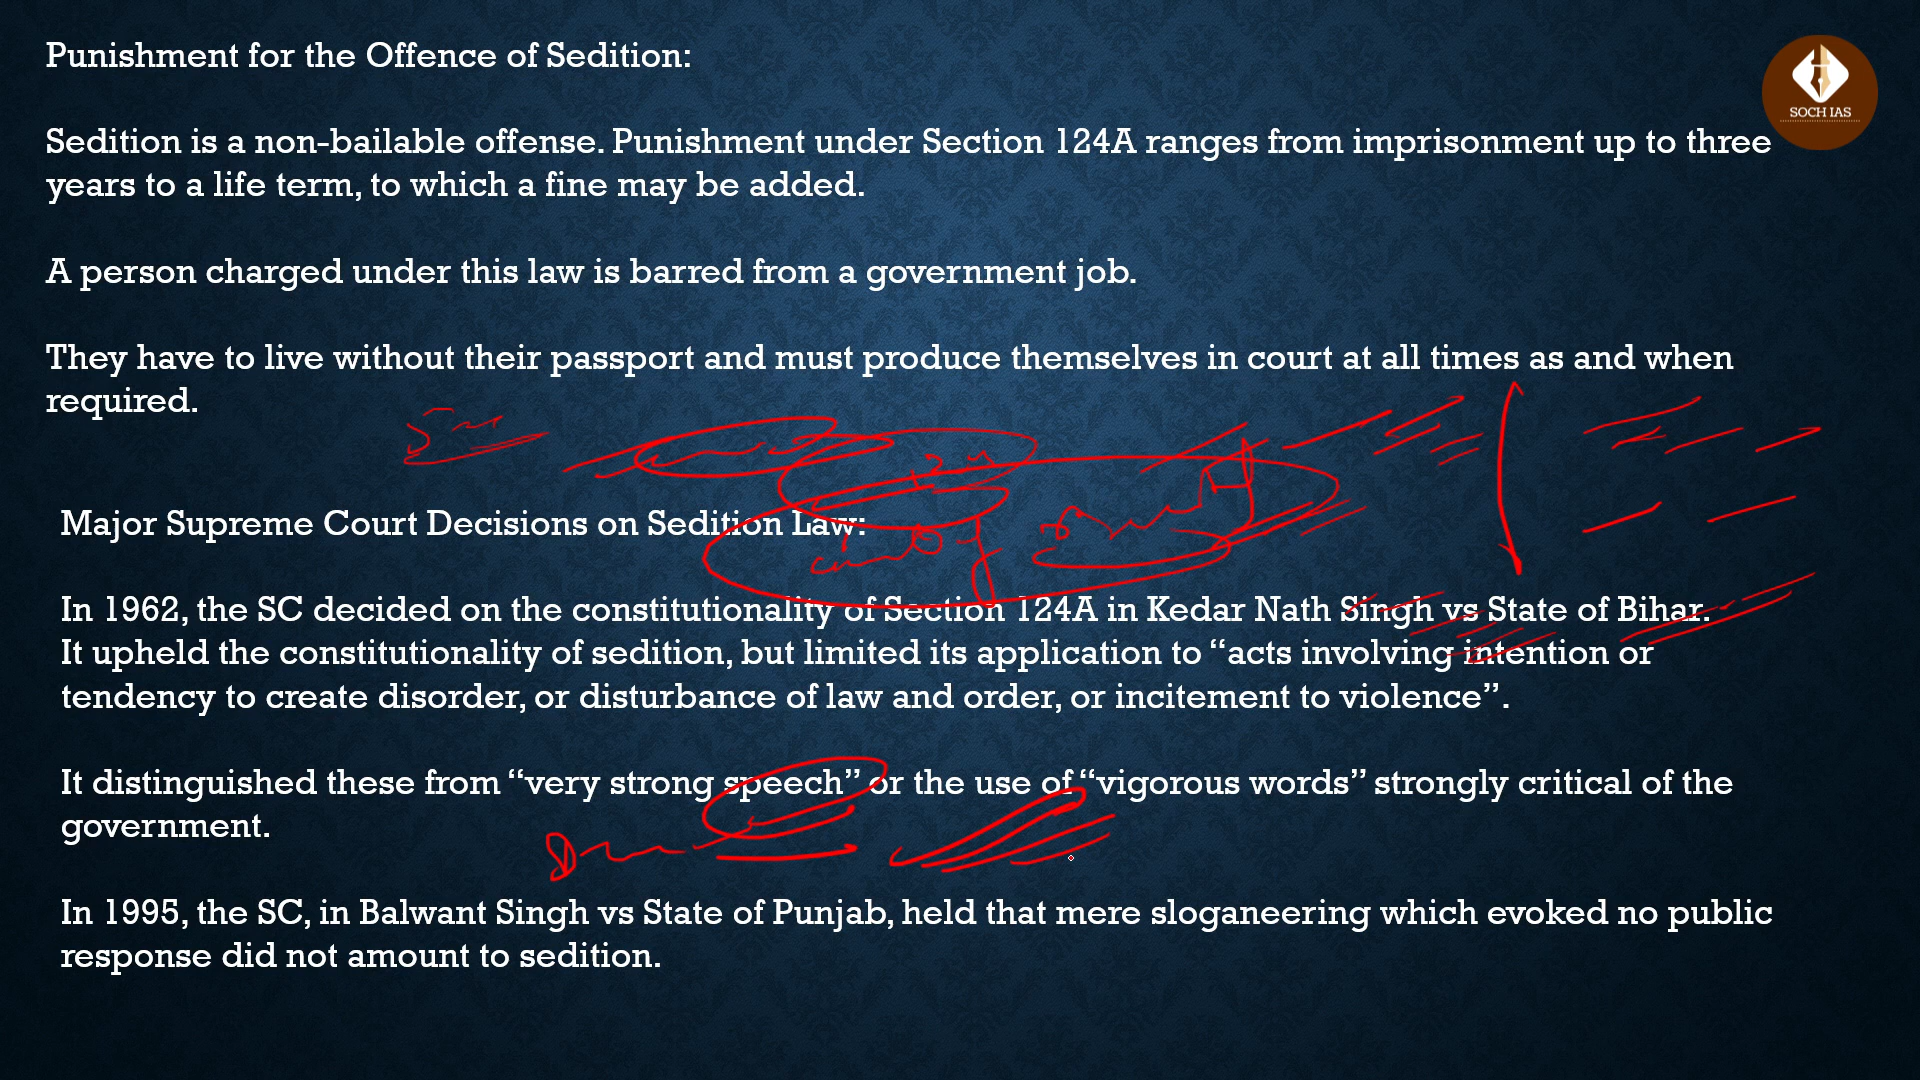 Punishment for the Offence of Sedition:
SOCH IAS
Sedition is a non-bailable offense. Punishment under Section 124A ranges from imprisonment up to three
years to a life term, to which a fine may be added.
A person charged under this law is barred from a government job.
They have to live without their passport and must produce themselves in court at all times as and when
required.
Major Supreme Court Decisions on Sedition Law:
In 1962, the SC decided on the constitutionality of Section 124A in Kedar Nath Singh vs State of Bihar.
It upheld the constitutionality of sedition, but limited its application to “acts involving intention or
tendency to create disorder, or disturbance of law and order, or incitement to violence”.
It distinguished these from “very strong speech” or the use of “vigorous words” strongly critical of the
government.
In 1995, the SC, in Balwant Singh vs State of Punjab, held that mere sloganeering which evoked no public
response did not amount to sedition.